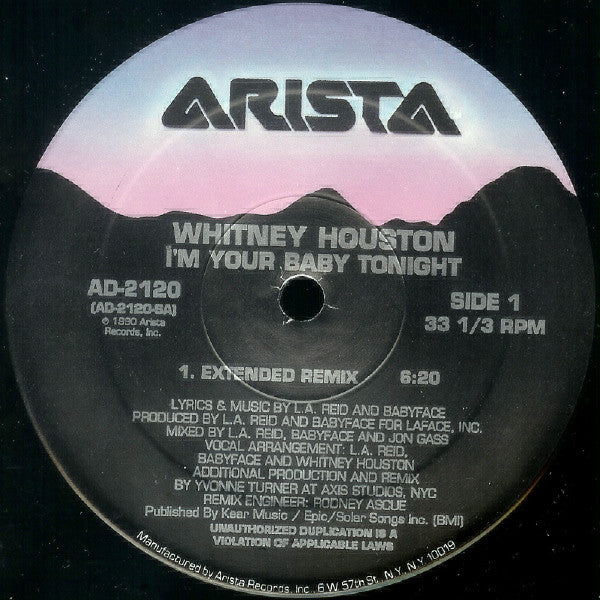 ARISTA
WHITNEY HOUSTON
I'M YOUR BABY TONIGHT
AD-2120
(AD-2120-SA)
℗ 1990 Arista
Records, Inc.
SIDE 1
33 1/3 RPM
1. EXTENDED REMIX 6:20
LYRICS & MUSIC BY L.A. REID AND BABYFACE
PRODUCED BY L.A. REID AND BABYFACE FOR LAFACE, INC.
MIXED BY L.A. REID, BABYFACE AND JON GASS
VOCAL ARRANGEMENT: L.A. REID,
BABYFACE AND WHITNEY HOUSTON
ADDITIONAL PRODUCTION AND REMIX
BY YVONNE TURNER AT AXIS STUDIOS, NYC
REMIX ENGINEER: RODNEY ASCUE
Published By Kear Music / Epic/Solar Songs Inc. (BMI)
UNAUTHORIZED DUPLICATION IS A
VIOLATION OF APPLICABLE LAWS
Manufactured by Arista Records, Inc., 6 W 57th St., N.Y., N.Y. 10019